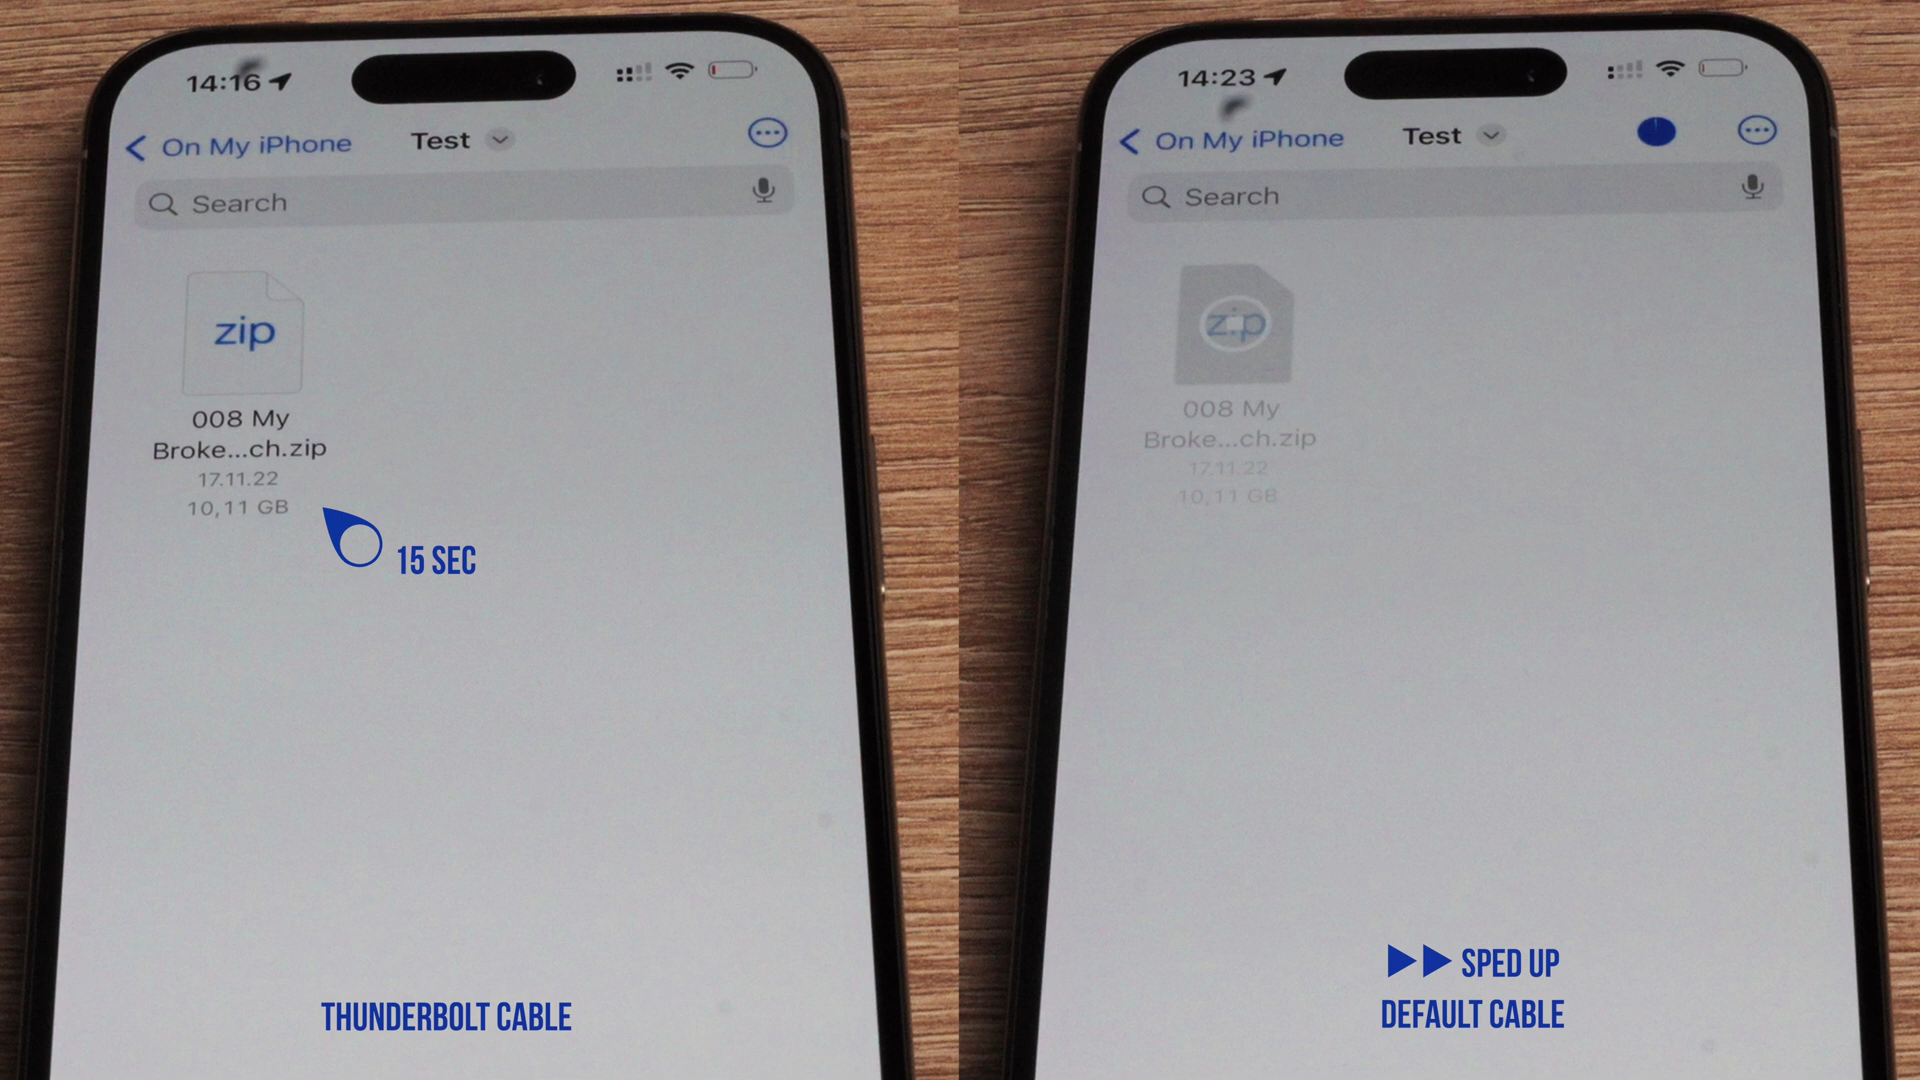 14:16
On My iPhone
Test
Search
zip
008 My
Broke...ch.zip
17.11.22
10,11 GB
15 SEC
THUNDERBOLT CABLE
14:23
On My iPhone
Test
Search
zip
008 My
Broke...ch.zip
17.11.22
10,11 GB
SPED UP
DEFAULT CABLE